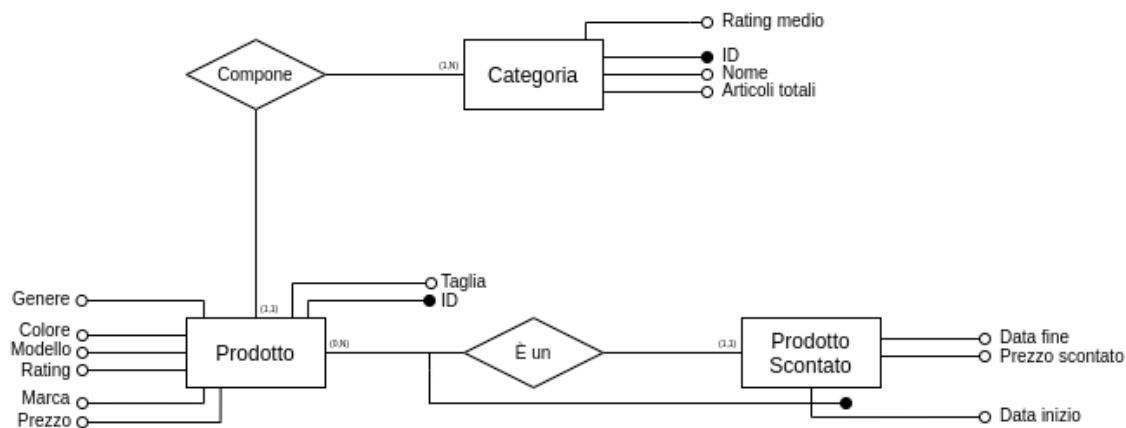 Rating medio
ID
Nome
Articoli totali
Categoria
(1,N)
Compone
Taglia
ID
Genere
(1,1)
Colore
Modello
Rating
Marca
Prezzo
Prodotto
(0,N)
È un
(1,1)
Prodotto
Scontato
Data fine
Prezzo scontato
Data inizio